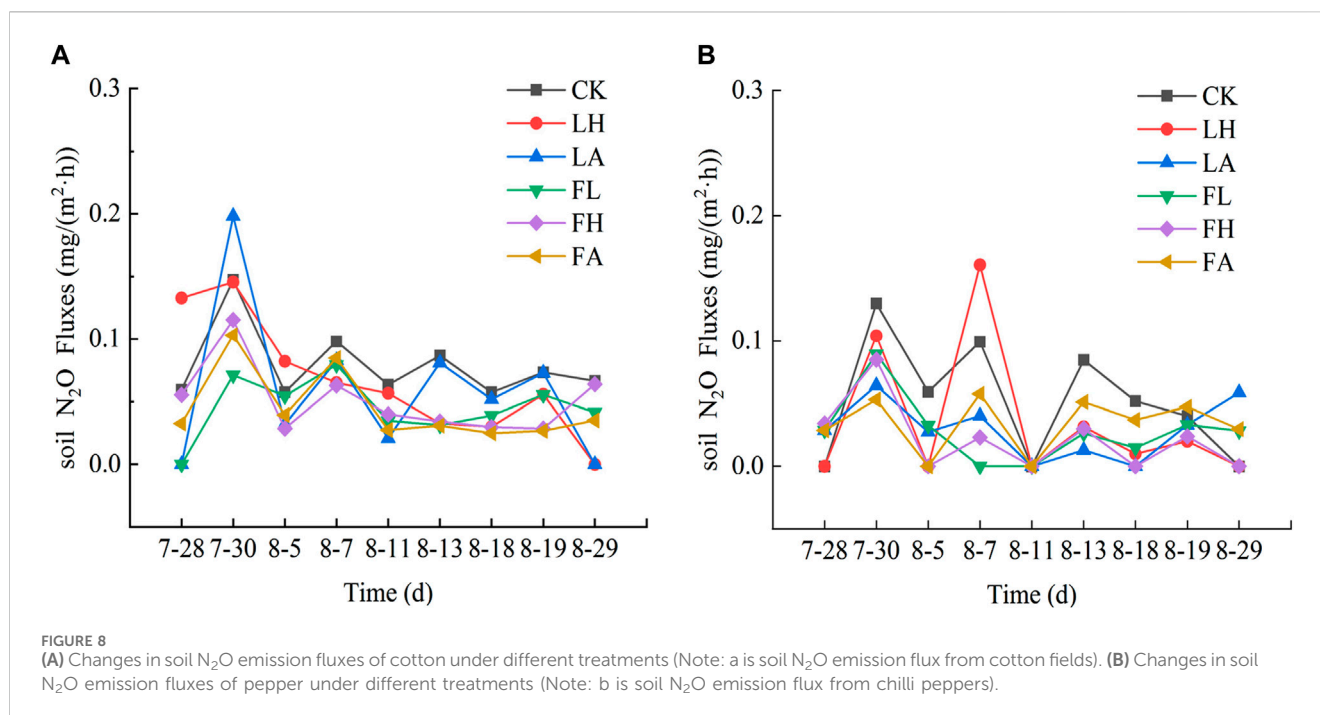 A
0.3
0.2
0.1
0.0
soil N₂O Fluxes (mg/(m²·h))
CK
LH
LA
FL
FH
FA
7-28 7-30 8-5 8-7 8-11 8-13 8-18 8-19 8-29
Time (d)
B
0.3
0.2
0.1
0.0
soil N₂O Fluxes (mg/(m²·h))
CK
LH
LA
FL
FH
FA
7-28 7-30 8-5 8-7 8-11 8-13 8-18 8-19 8-29
Time (d)
FIGURE 8
(A) Changes in soil N₂O emission fluxes of cotton under different treatments (Note: a is soil N₂O emission flux from cotton fields). (B) Changes in soil
N₂O emission fluxes of pepper under different treatments (Note: b is soil N₂O emission flux from chilli peppers).